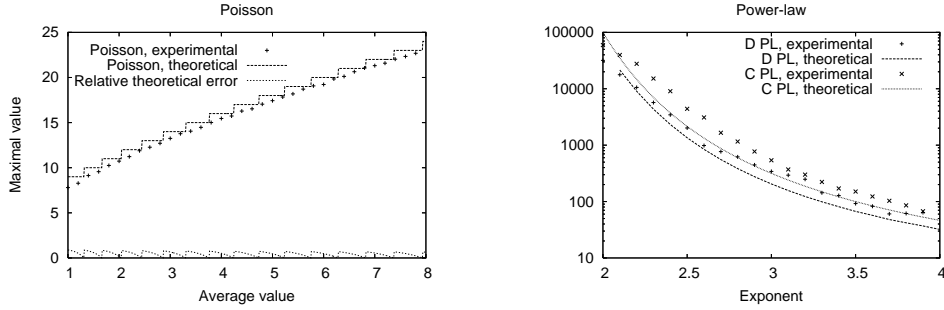 Poisson
Maximal value
25
20
15
10
5
0
Poisson, experimental
Poisson, theoretical
Relative theoretical error
1 2 3 4 5 6 7 8
Average value
Power-law
100000
10000
1000
100
10
D PL, experimental
D PL, theoretical
C PL, experimental
C PL, theoretical
2 2.5 3 3.5 4
Exponent